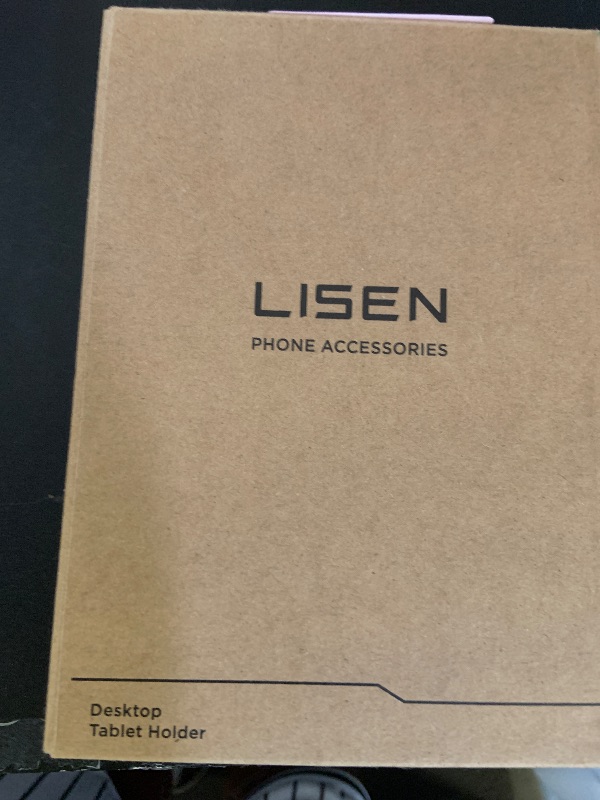 LISEN
PHONE ACCESSORIES
Desktop
Tablet Holder